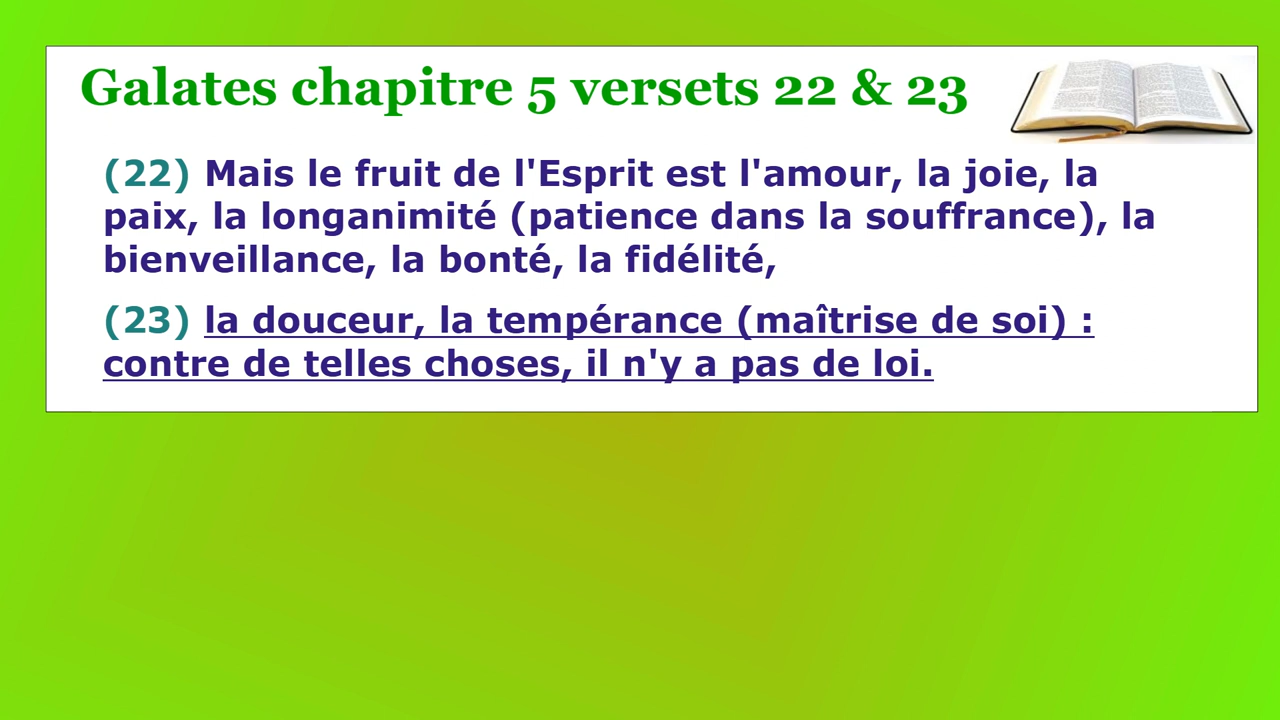 Galates chapitre 5 versets 22 & 23
(22) Mais le fruit de l'Esprit est l'amour, la joie, la
paix, la longanimité (patience dans la souffrance), la
bienveillance, la bonté, la fidélité,
(23) la douceur, la tempérance (maîtrise de soi) :
contre de telles choses, il n'y a pas de loi.